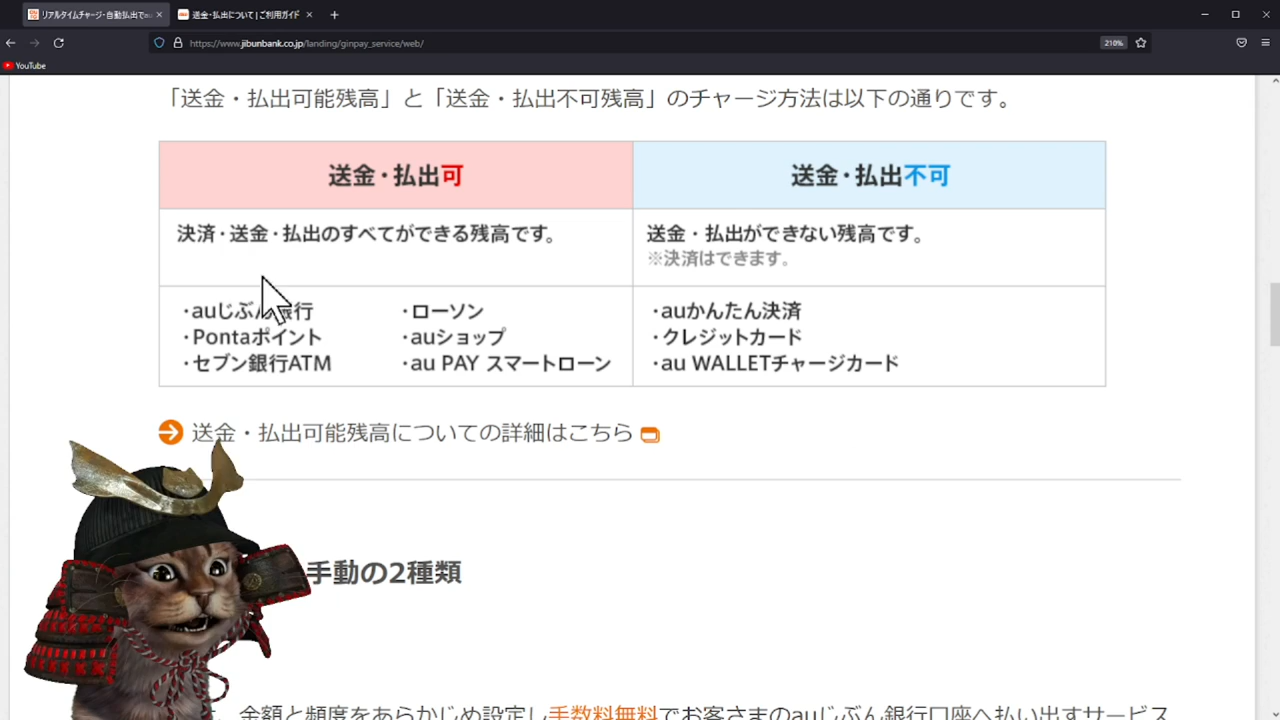 リアルタイムチャージ・自動払出で
送金・払出について | ご利用ガイド
https://www.jibunbank.co.jp/landing/ginpay_service/web/
210%
YouTube
「送金・払出可能残高」と「送金・払出不可残高」のチャージ方法は以下の通りです。
送金・払出可
送金・払出不可
決済・送金・払出のすべてができる残高です。
送金・払出ができない残高です。
※決済はできます。
・auじぶん銀行
・ローソン
・auかんたん決済
・Pontaポイント
・auショップ
・クレジットカード
・セブン銀行ATM
・au PAY スマートローン
・au WALLETチャージカード
送金・払出可能残高についての詳細はこちら
手動の2種類
、金額と頻度をあらかじめ設定し手数料無料でお客さまのauじぶん銀行口座へ払い出すサービス